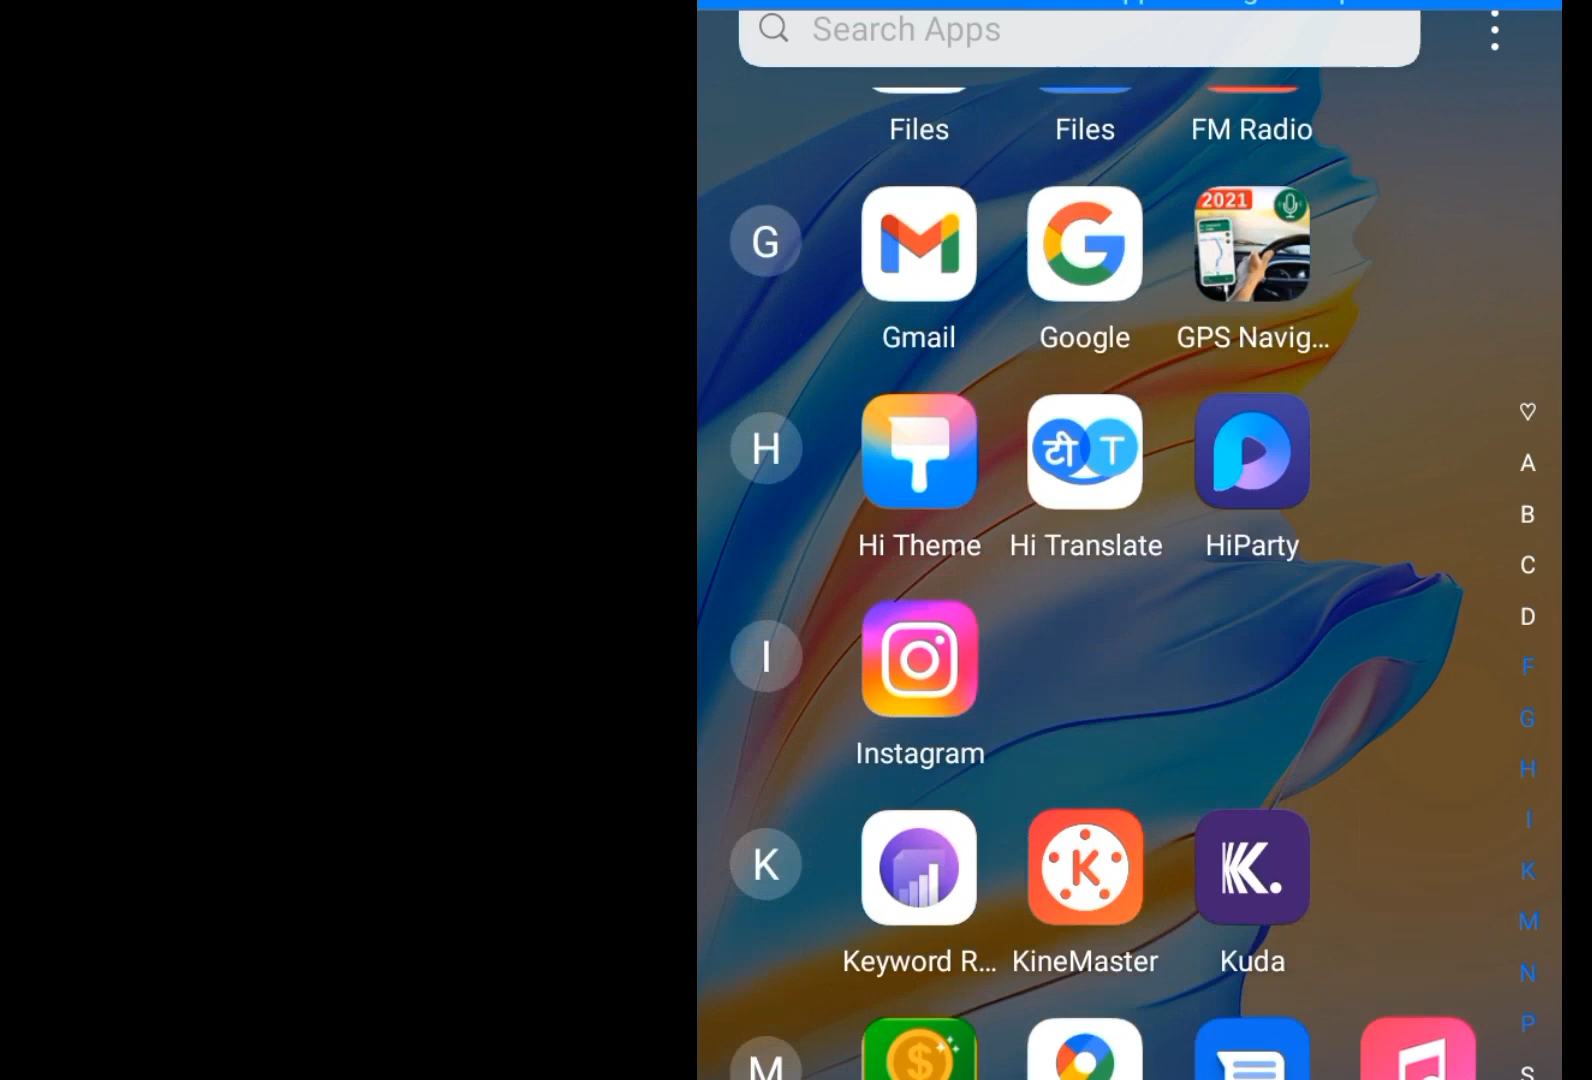 Search Apps
Files
Files
FM Radio
G
2021
Gmail
Google
GPS Navig...
H
टी
T
Hi Theme
Hi Translate
HiParty
I
Instagram
K
K
K.
Keyword R...
KineMaster
Kuda
M
$
♡
A
B
C
D
F
G
H
I
K
M
N
P
S